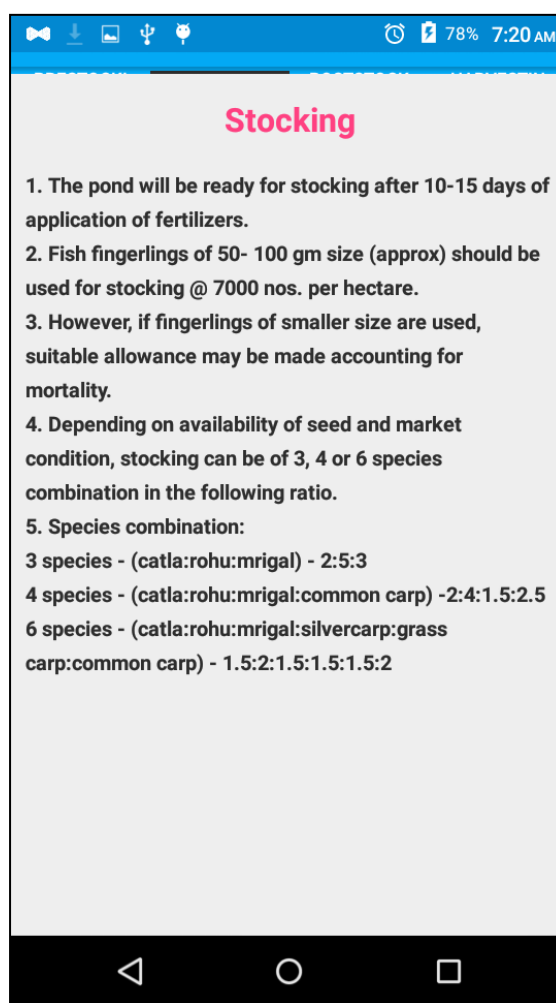 78% 7:20 AM
Stocking
1. The pond will be ready for stocking after 10-15 days of
application of fertilizers.
2. Fish fingerlings of 50- 100 gm size (approx) should be
used for stocking @ 7000 nos. per hectare.
3. However, if fingerlings of smaller size are used,
suitable allowance may be made accounting for
mortality.
4. Depending on availability of seed and market
condition, stocking can be of 3, 4 or 6 species
combination in the following ratio.
5. Species combination:
3 species - (catla:rohu:mrigal) - 2:5:3
4 species - (catla:rohu:mrigal:common carp) -2:4:1.5:2.5
6 species - (catla:rohu:mrigal:silvercarp:grass
carp:common carp) - 1.5:2:1.5:1.5:1.5:2